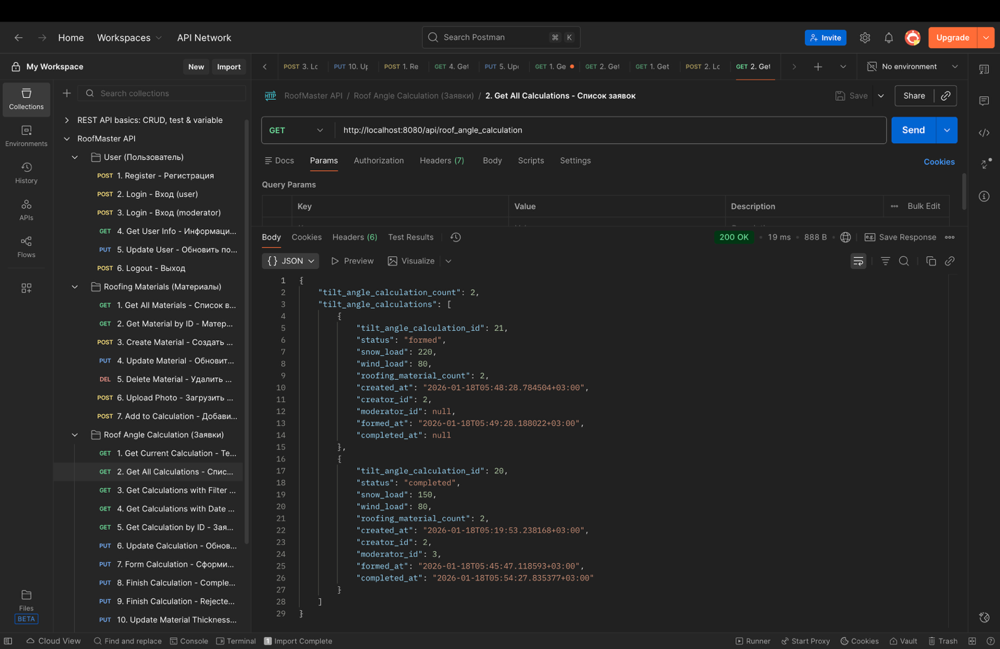 Home Workspaces API Network Search Postman ⌘ K Invite Upgrade
My Workspace New Import
POST 3. Lo PUT 10. Up POST 1. Re GET 4. Get PUT 5. Up GET 1. Ge GET 2. Get GET 1. Get POST 2. Lo GET 2. Get No environment
Collections
Environments
History
APIs
Flows
Files
BETA
Search collections
REST API basics: CRUD, test & variable
RoofMaster API
User (Пользователь)
POST 1. Register - Регистрация
POST 2. Login - Вход (user)
POST 3. Login - Вход (moderator)
GET 4. Get User Info - Информаци...
PUT 5. Update User - Обновить по...
POST 6. Logout - Выход
Roofing Materials (Материалы)
GET 1. Get All Materials - Список в...
GET 2. Get Material by ID - Матер...
POST 3. Create Material - Создать ...
PUT 4. Update Material - Обновит...
DEL 5. Delete Material - Удалить ...
POST 6. Upload Photo - Загрузить ...
POST 7. Add to Calculation - Добави...
Roof Angle Calculation (Заявки)
GET 1. Get Current Calculation - Те...
GET 2. Get All Calculations - Спис...
GET 3. Get Calculations with Filter ...
GET 4. Get Calculations with Date ...
GET 5. Get Calculation by ID - Зая...
PUT 6. Update Calculation - Обнов...
PUT 7. Form Calculation - Сформи...
PUT 8. Finish Calculation - Comple...
PUT 9. Finish Calculation - Rejecte...
PUT 10. Update Material Thickness...
HTTP RoofMaster API / Roof Angle Calculation (Заявки) / 2. Get All Calculations - Список заявок Save Share
GET http://localhost:8080/api/roof_angle_calculation Send
Docs Params Authorization Headers (7) Body Scripts Settings Cookies
Query Params
Key Value Description Bulk Edit
Body Cookies Headers (6) Test Results 200 OK • 19 ms • 888 B Save Response
{} JSON Preview Visualize
1 {
2 "tilt_angle_calculation_count": 2,
3 "tilt_angle_calculations": [
4 {
5 "tilt_angle_calculation_id": 21,
6 "status": "formed",
7 "snow_load": 220,
8 "wind_load": 80,
9 "roofing_material_count": 2,
10 "created_at": "2026-01-18T05:48:28.784504+03:00",
11 "creator_id": 2,
12 "moderator_id": null,
13 "formed_at": "2026-01-18T05:49:28.188022+03:00",
14 "completed_at": null
15 },
16 {
17 "tilt_angle_calculation_id": 20,
18 "status": "completed",
19 "snow_load": 150,
20 "wind_load": 80,
21 "roofing_material_count": 2,
22 "created_at": "2026-01-18T05:19:53.238168+03:00",
23 "creator_id": 2,
24 "moderator_id": 3,
25 "formed_at": "2026-01-18T05:45:47.118593+03:00",
26 "completed_at": "2026-01-18T05:54:27.835377+03:00"
27 }
28 ]
29 }
Cloud View Find and replace Console Terminal 1 Import Complete Runner Start Proxy Cookies Vault Trash